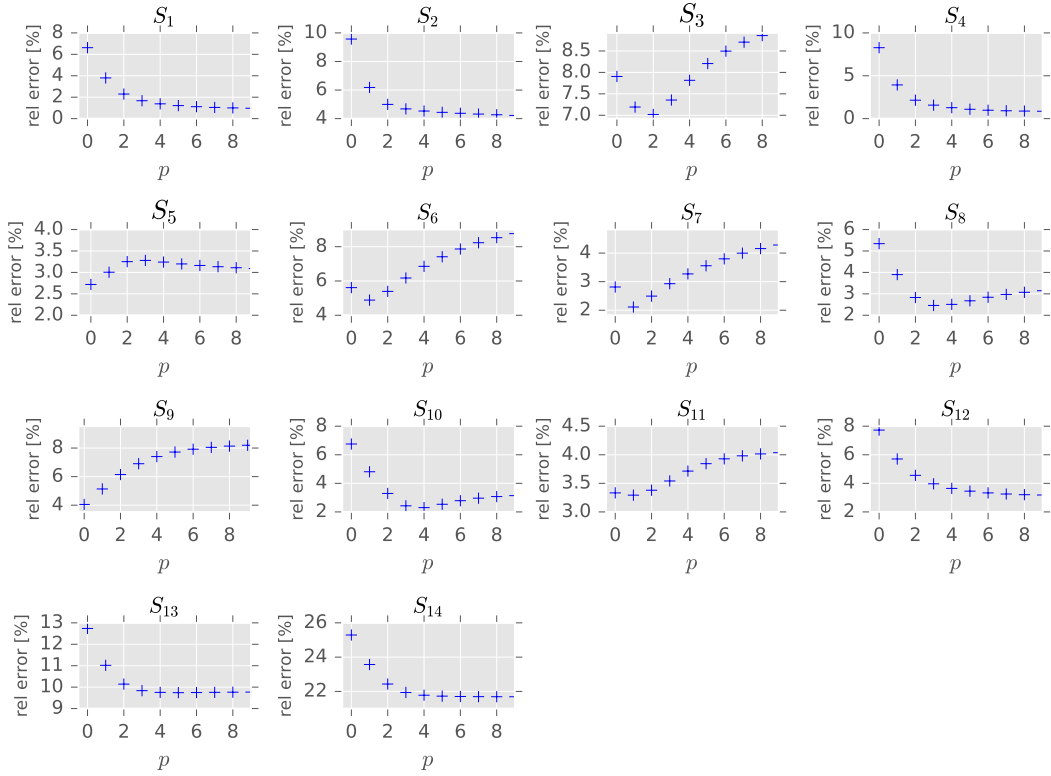 S1
rel error [%]
8
6
4
2
0
0 2 4 6 8
p
S2
rel error [%]
10
8
6
4
0 2 4 6 8
p
S3
rel error [%]
8.5
8.0
7.5
7.0
0 2 4 6 8
p
S4
rel error [%]
10
5
0
0 2 4 6 8
p
S5
rel error [%]
4.0
3.5
3.0
2.5
2.0
0 2 4 6 8
p
S6
rel error [%]
8
6
4
0 2 4 6 8
p
S7
rel error [%]
4
3
2
0 2 4 6 8
p
S8
rel error [%]
6
5
4
3
2
0 2 4 6 8
p
S9
rel error [%]
8
6
4
0 2 4 6 8
p
S10
rel error [%]
8
6
4
2
0 2 4 6 8
p
S11
rel error [%]
4.5
4.0
3.5
3.0
0 2 4 6 8
p
S12
rel error [%]
8
6
4
2
0 2 4 6 8
p
S13
rel error [%]
13
12
11
10
9
0 2 4 6 8
p
S14
rel error [%]
26
24
22
0 2 4 6 8
p